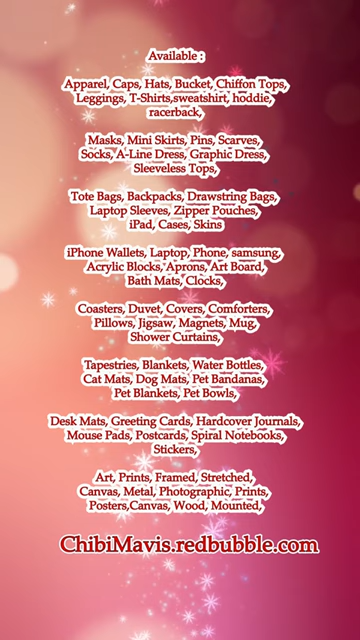 Available :
Apparel, Caps, Hats, Bucket, Chiffon Tops,
Leggings, T-Shirts,sweatshirt, hoddie,
racerback,
Masks, Mini Skirts, Pins, Scarves,
Socks, A-Line Dress, Graphic Dress,
Sleeveless Tops,
Tote Bags, Backpacks, Drawstring Bags,
Laptop Sleeves, Zipper Pouches,
iPad, Cases, Skins
iPhone Wallets, Laptop, Phone, samsung,
Acrylic Blocks, Aprons, Art Board,
Bath Mats, Clocks,
Coasters, Duvet, Covers, Comforters,
Pillows, Jigsaw, Magnets, Mug,
Shower Curtains,
Tapestries, Blankets, Water Bottles,
Cat Mats, Dog Mats, Pet Bandanas,
Pet Blankets, Pet Bowls,
Desk Mats, Greeting Cards, Hardcover Journals,
Mouse Pads, Postcards, Spiral Notebooks,
Stickers,
Art, Prints, Framed, Stretched,
Canvas, Metal, Photographic, Prints,
Posters,Canvas, Wood, Mounted,
ChibiMavis.redbubble.com